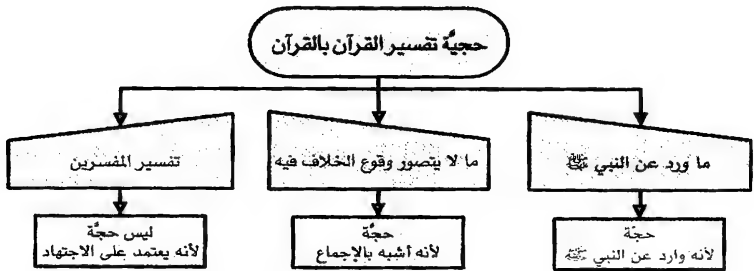 حجيَّة تفسير القرآن بالقرآن
ما ورد عن النبي ﷺ
ما لا يتصور وقوع الخلاف فيه
تفسير المفسرين
حجّة
لأنه وارد عن النبي ﷺ
حجَّة
لأنه أشبه بالإجماع
ليس حجَّة
لأنه يعتمد على الاجتهاد